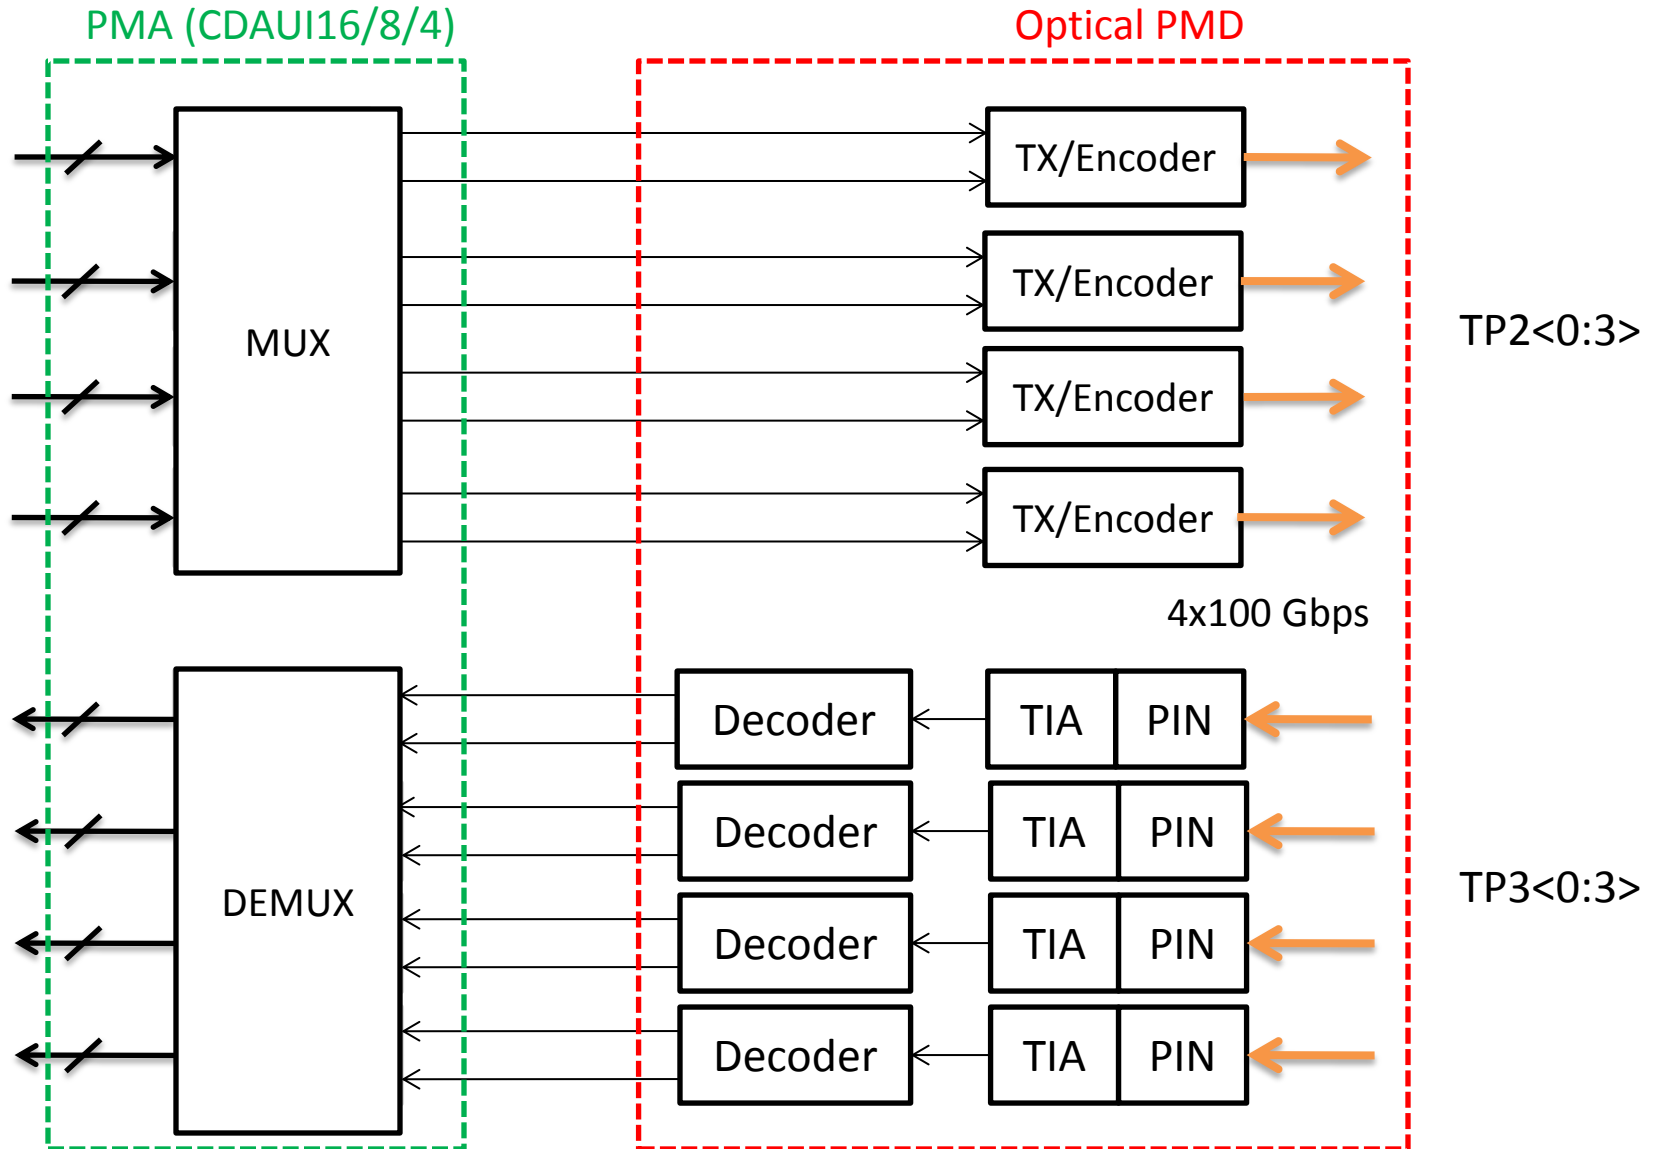 PMA (CDAUI16/8/4)
Optical PMD
TX/Encoder
TX/Encoder
MUX
TP2<0:3>
TX/Encoder
TX/Encoder
4x100 Gbps
Decoder
TIA
PIN
Decoder
TIA
PIN
DEMUX
TP3<0:3>
Decoder
TIA
PIN
Decoder
TIA
PIN